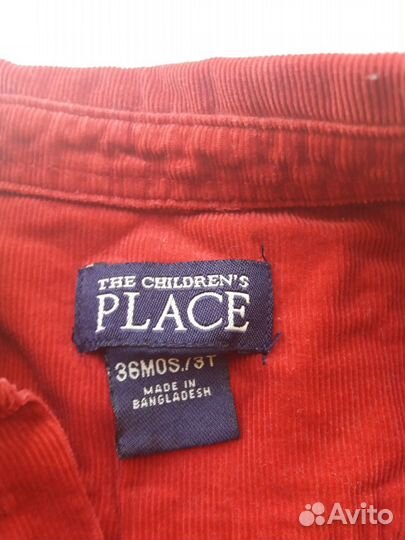 THE CHILDREN'S
PLACE
36MOS./3T
MADE IN
BANGLADESH
Avito